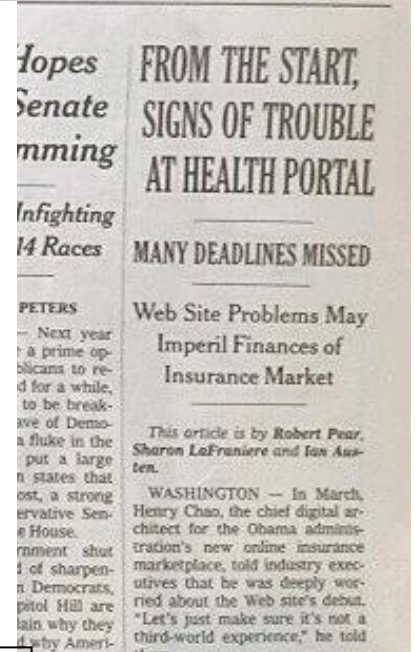 Hopes
Senate
mming
Infighting
14 Races
PETERS
— Next year
a prime op-
blicans to re-
d for a while,
to be break-
ave of Demo-
a fluke in the
put a large
n states that
ost, a strong
ervative Sen-
e House.
rnment shut
d of sharpen-
n Democrats,
pitol Hill are
lain why they
d why Ameri-
FROM THE START,
SIGNS OF TROUBLE
AT HEALTH PORTAL
MANY DEADLINES MISSED
Web Site Problems May
Imperil Finances of
Insurance Market
This article is by Robert Pear,
Sharon LaFraniere and Ian Aus-
ten.
WASHINGTON — In March,
Henry Chao, the chief digital ar-
chitect for the Obama adminis-
tration's new online insurance
marketplace, told industry exec-
utives that he was deeply wor-
ried about the Web site's debut.
"Let's just make sure it's not a
third-world experience," he told